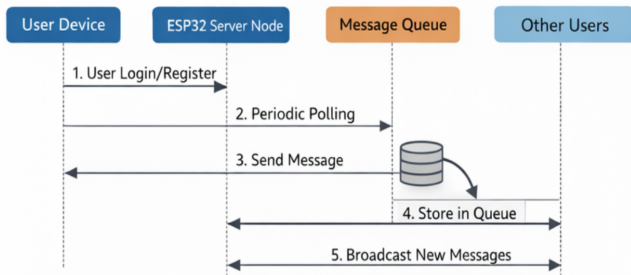 User Device
ESP32 Server Node
Message Queue
Other Users
1. User Login/Register
2. Periodic Polling
3. Send Message
4. Store in Queue
5. Broadcast New Messages